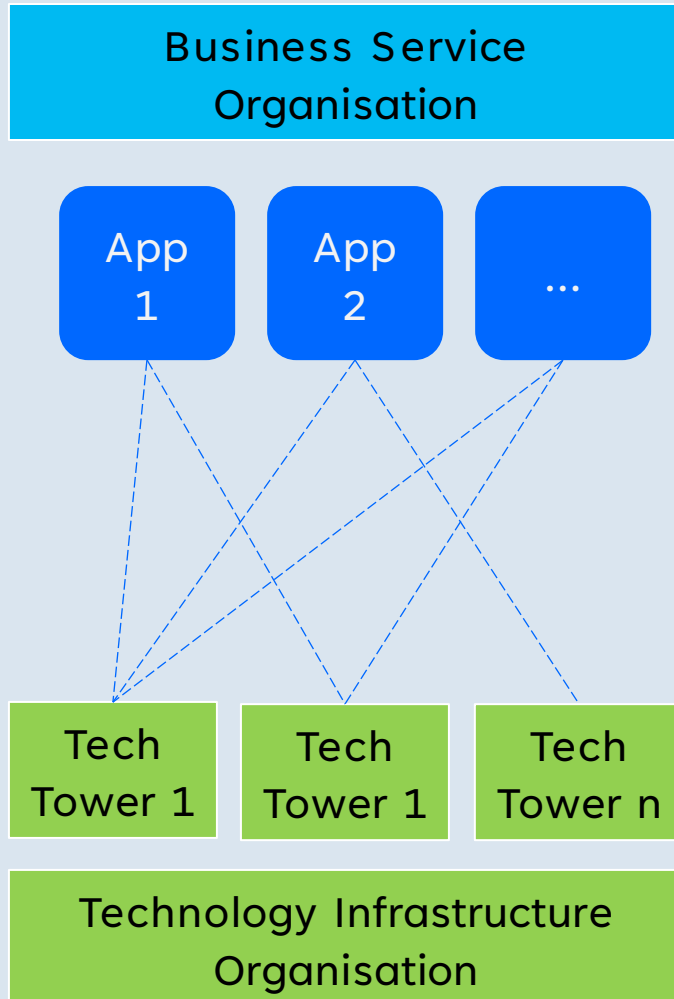 Business Service
Organisation
App
1
App
2
...
Tech
Tower 1
Tech
Tower 1
Tech
Tower n
Technology Infrastructure
Organisation